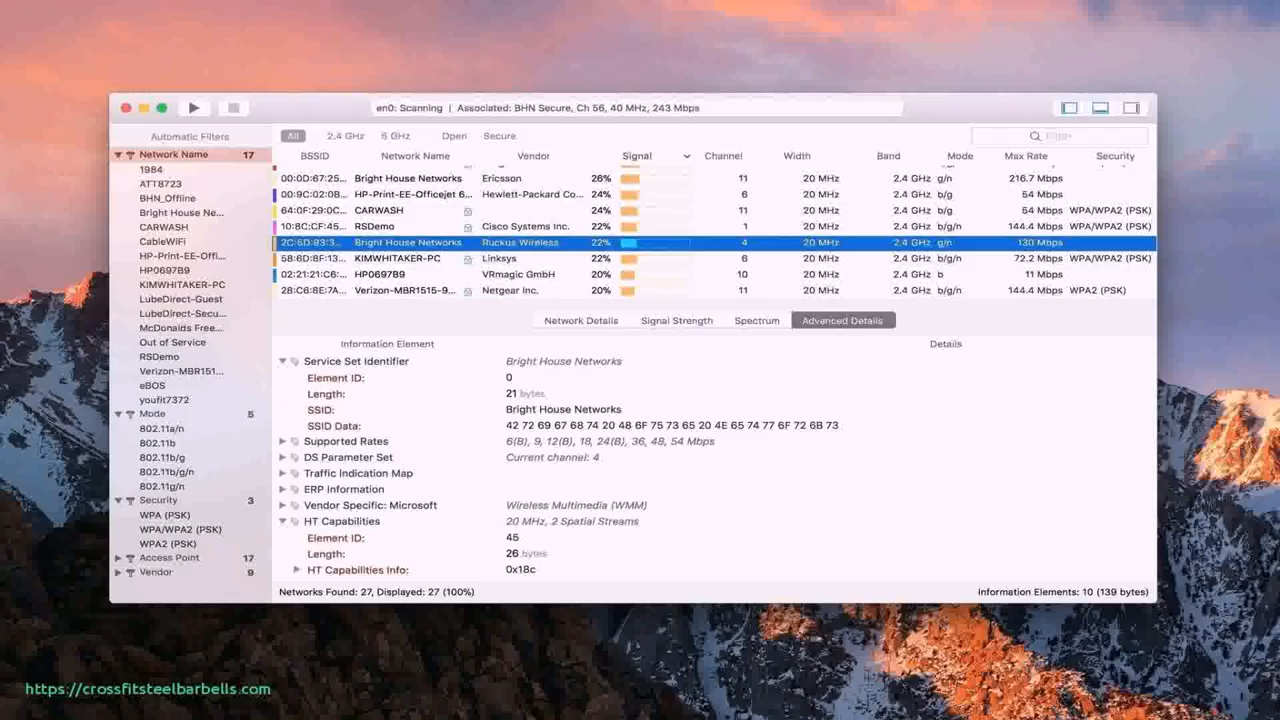 en0: Scanning | Associated: BHN Secure, Ch 56, 40 MHz, 243 Mbps
Automatic Filters
All 2.4 GHz 5 GHz Open Secure
BSSID Network Name Vendor Signal Channel Width Band Mode Max Rate Security
00:0D:67:25... Bright House Networks Ericsson 26% 11 20 MHz 2.4 GHz g/n 216.7 Mbps
00:9C:02:0B... HP-Print-EE-Officejet 6... Hewlett-Packard Co... 24% 6 20 MHz 2.4 GHz b/g 54 Mbps
64:0F:29:0C... CARWASH 24% 11 20 MHz 2.4 GHz b/g 54 Mbps WPA/WPA2 (PSK)
10:8C:CF:45... RSDemo Cisco Systems Inc. 22% 1 20 MHz 2.4 GHz b/g/n 144.4 Mbps WPA/WPA2 (PSK)
Bright House Networks Ruckus Wireless 22% 4 20 MHz 2.4 GHz g/n 130 Mbps
58:6D:8F:13... KIMWHITAKER-PC Linksys 22% 6 20 MHz 2.4 GHz b/g/n 72.2 Mbps WPA/WPA2 (PSK)
02:21:21:C6:... HP0697B9 VRmagic GmbH 20% 10 20 MHz 2.4 GHz b 11 Mbps
28:C6:8E:7A... Verizon-MBR1515-9... Netgear Inc. 20% 11 20 MHz 2.4 GHz b/g/n 144.4 Mbps WPA2 (PSK)
Network Name 17
1984
ATT8723
BHN_Offline
Bright House Ne...
CARWASH
CableWiFi
HP-Print-EE-Offi...
HP0697B9
KIMWHITAKER-PC
LubeDirect-Guest
LubeDirect-Secu...
McDonalds Free...
Out of Service
RSDemo
Verizon-MBR151...
eBOS
youfit7372
Mode 5
802.11a/n
802.11b
802.11b/g
802.11b/g/n
802.11g/n
Security 3
WPA (PSK)
WPA/WPA2 (PSK)
WPA2 (PSK)
Access Point 17
Vendor 9
Network Details Signal Strength Spectrum Advanced Details
Information Element Details
Service Set Identifier Bright House Networks
Element ID: 0
Length: 21 bytes
SSID: Bright House Networks
SSID Data: 42 72 69 67 68 74 20 48 6F 75 73 65 20 4E 65 74 77 6F 72 6B 73
Supported Rates 6(B), 9, 12(B), 18, 24(B), 36, 48, 54 Mbps
DS Parameter Set Current channel: 4
Traffic Indication Map
ERP Information
Vendor Specific: Microsoft Wireless Multimedia (WMM)
HT Capabilities 20 MHz, 2 Spatial Streams
Element ID: 45
Length: 26 bytes
HT Capabilities Info: 0x18c
Networks Found: 27, Displayed: 27 (100%) Information Elements: 10 (139 bytes)
https://crossfitsteelbarbells.com